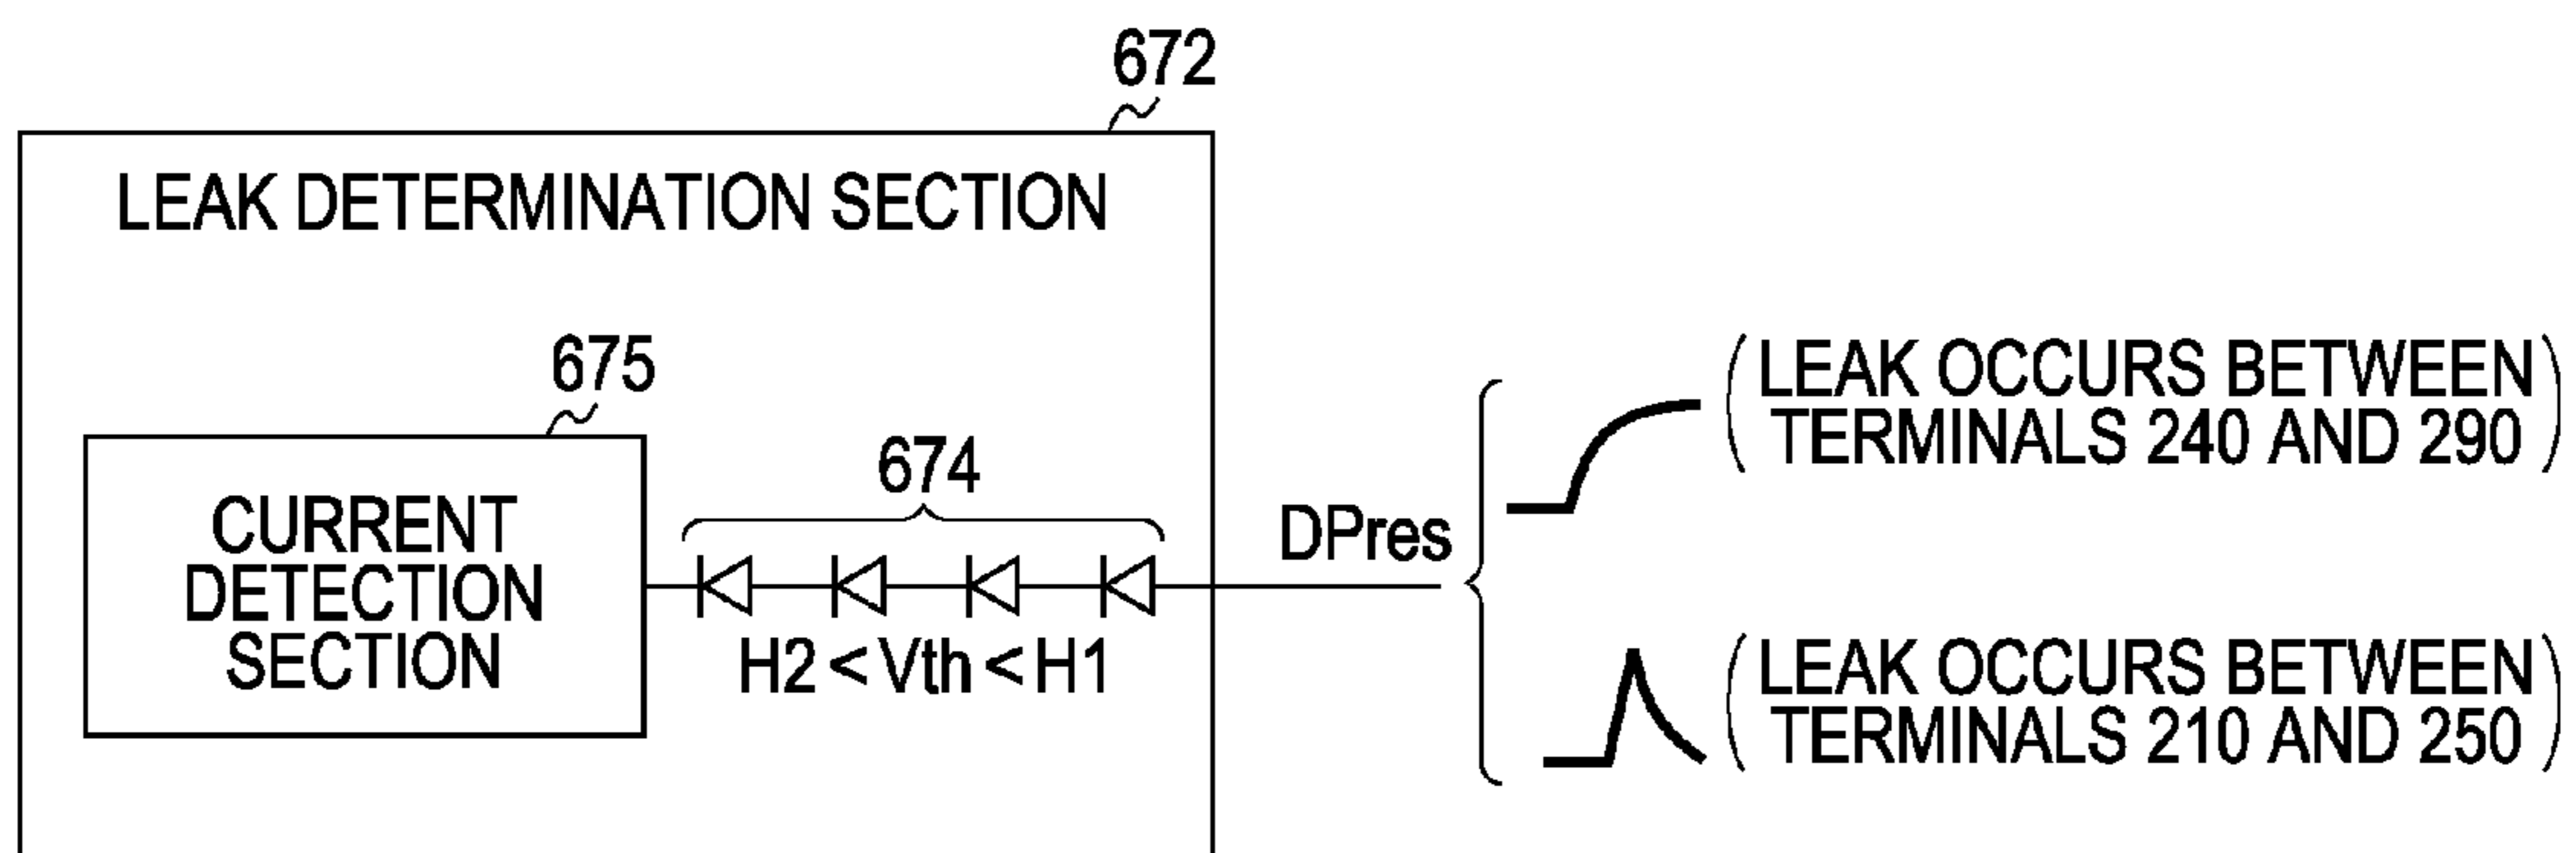 672
LEAK DETERMINATION SECTION
675
CURRENT
DETECTION
SECTION
674
H2 < Vth < H1
DPres
(LEAK OCCURS BETWEEN
TERMINALS 240 AND 290)
(LEAK OCCURS BETWEEN
TERMINALS 210 AND 250)